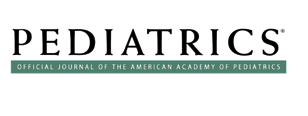 PEDIATRICS®
OFFICIAL JOURNAL OF THE AMERICAN ACADEMY OF PEDIATRICS